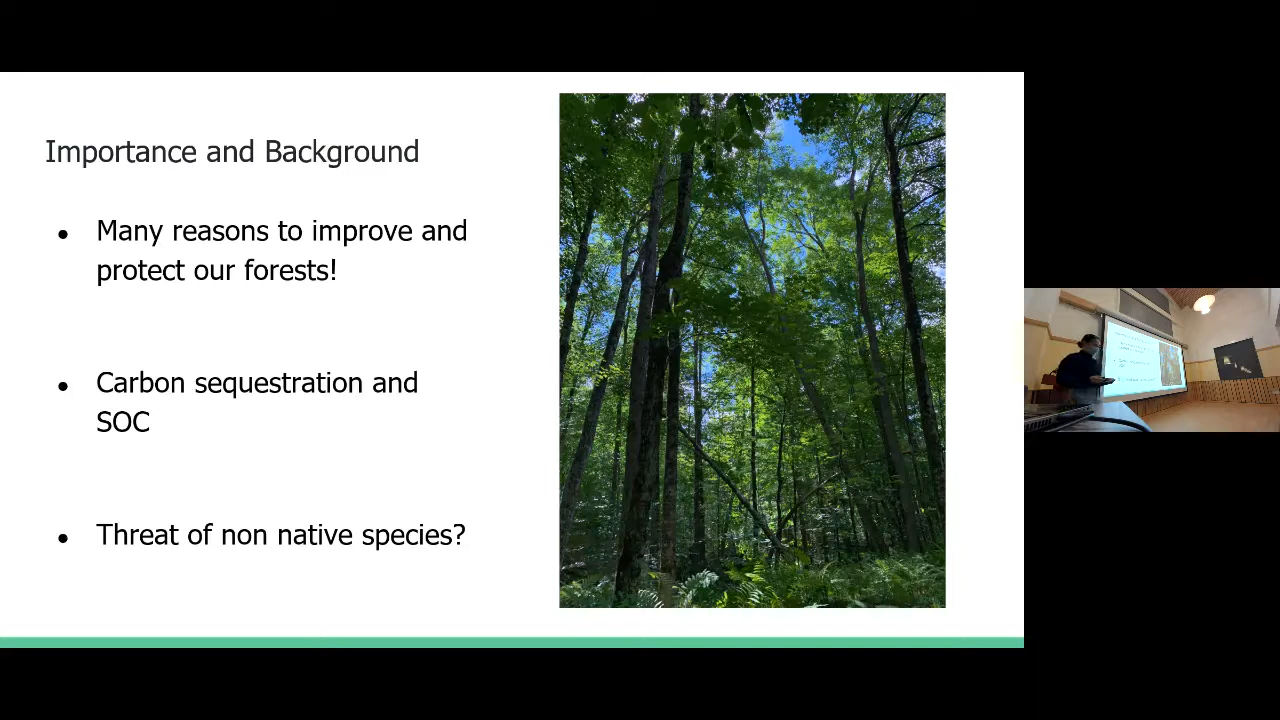 Importance and Background
● Many reasons to improve and
protect our forests!
● Carbon sequestration and
SOC
● Threat of non native species?